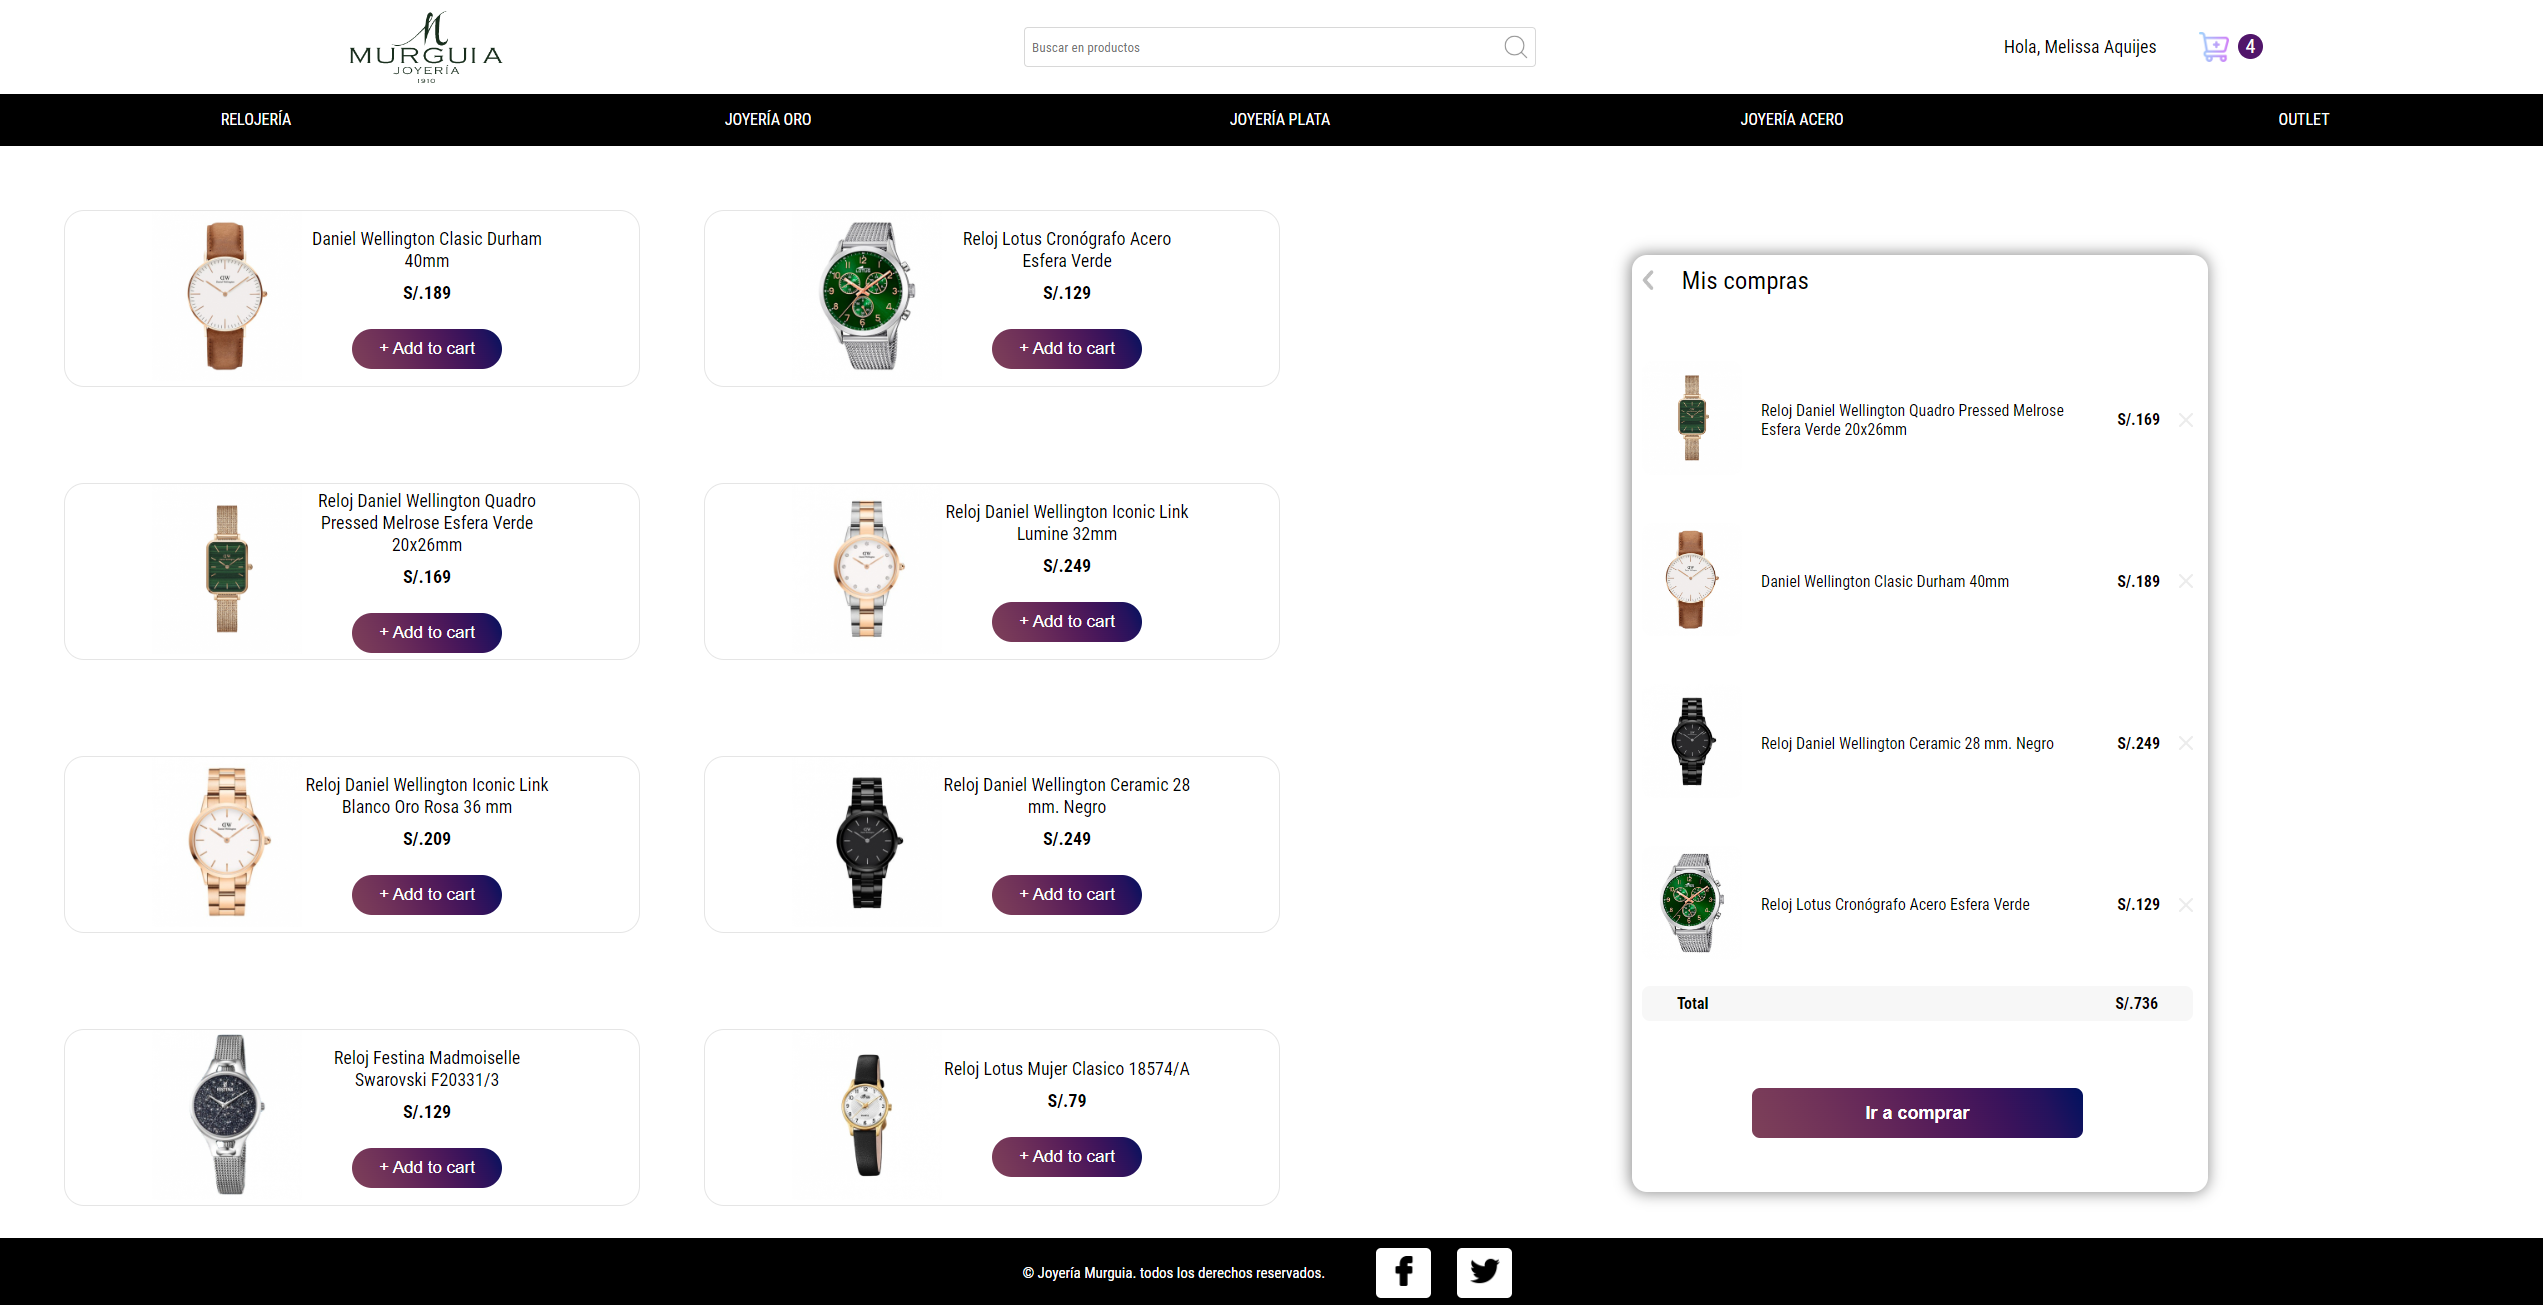 MURGUIA
JOYERÍA
1910
Buscar en productos
Hola, Melissa Aquijes
4
RELOJERÍA
JOYERÍA ORO
JOYERÍA PLATA
JOYERÍA ACERO
OUTLET
Daniel Wellington Clasic Durham
40mm
S/.189
+ Add to cart
Reloj Lotus Cronógrafo Acero
Esfera Verde
S/.129
+ Add to cart
Reloj Daniel Wellington Quadro
Pressed Melrose Esfera Verde
20x26mm
S/.169
+ Add to cart
Reloj Daniel Wellington Iconic Link
Lumine 32mm
S/.249
+ Add to cart
Reloj Daniel Wellington Iconic Link
Blanco Oro Rosa 36 mm
S/.209
+ Add to cart
Reloj Daniel Wellington Ceramic 28
mm. Negro
S/.249
+ Add to cart
Reloj Festina Madmoiselle
Swarovski F20331/3
S/.129
+ Add to cart
Reloj Lotus Mujer Clasico 18574/A
S/.79
+ Add to cart
Mis compras
Reloj Daniel Wellington Quadro Pressed Melrose
Esfera Verde 20x26mm
S/.169
Daniel Wellington Clasic Durham 40mm
S/.189
Reloj Daniel Wellington Ceramic 28 mm. Negro
S/.249
Reloj Lotus Cronógrafo Acero Esfera Verde
S/.129
Total
S/.736
Ir a comprar
© Joyería Murguia. todos los derechos reservados.